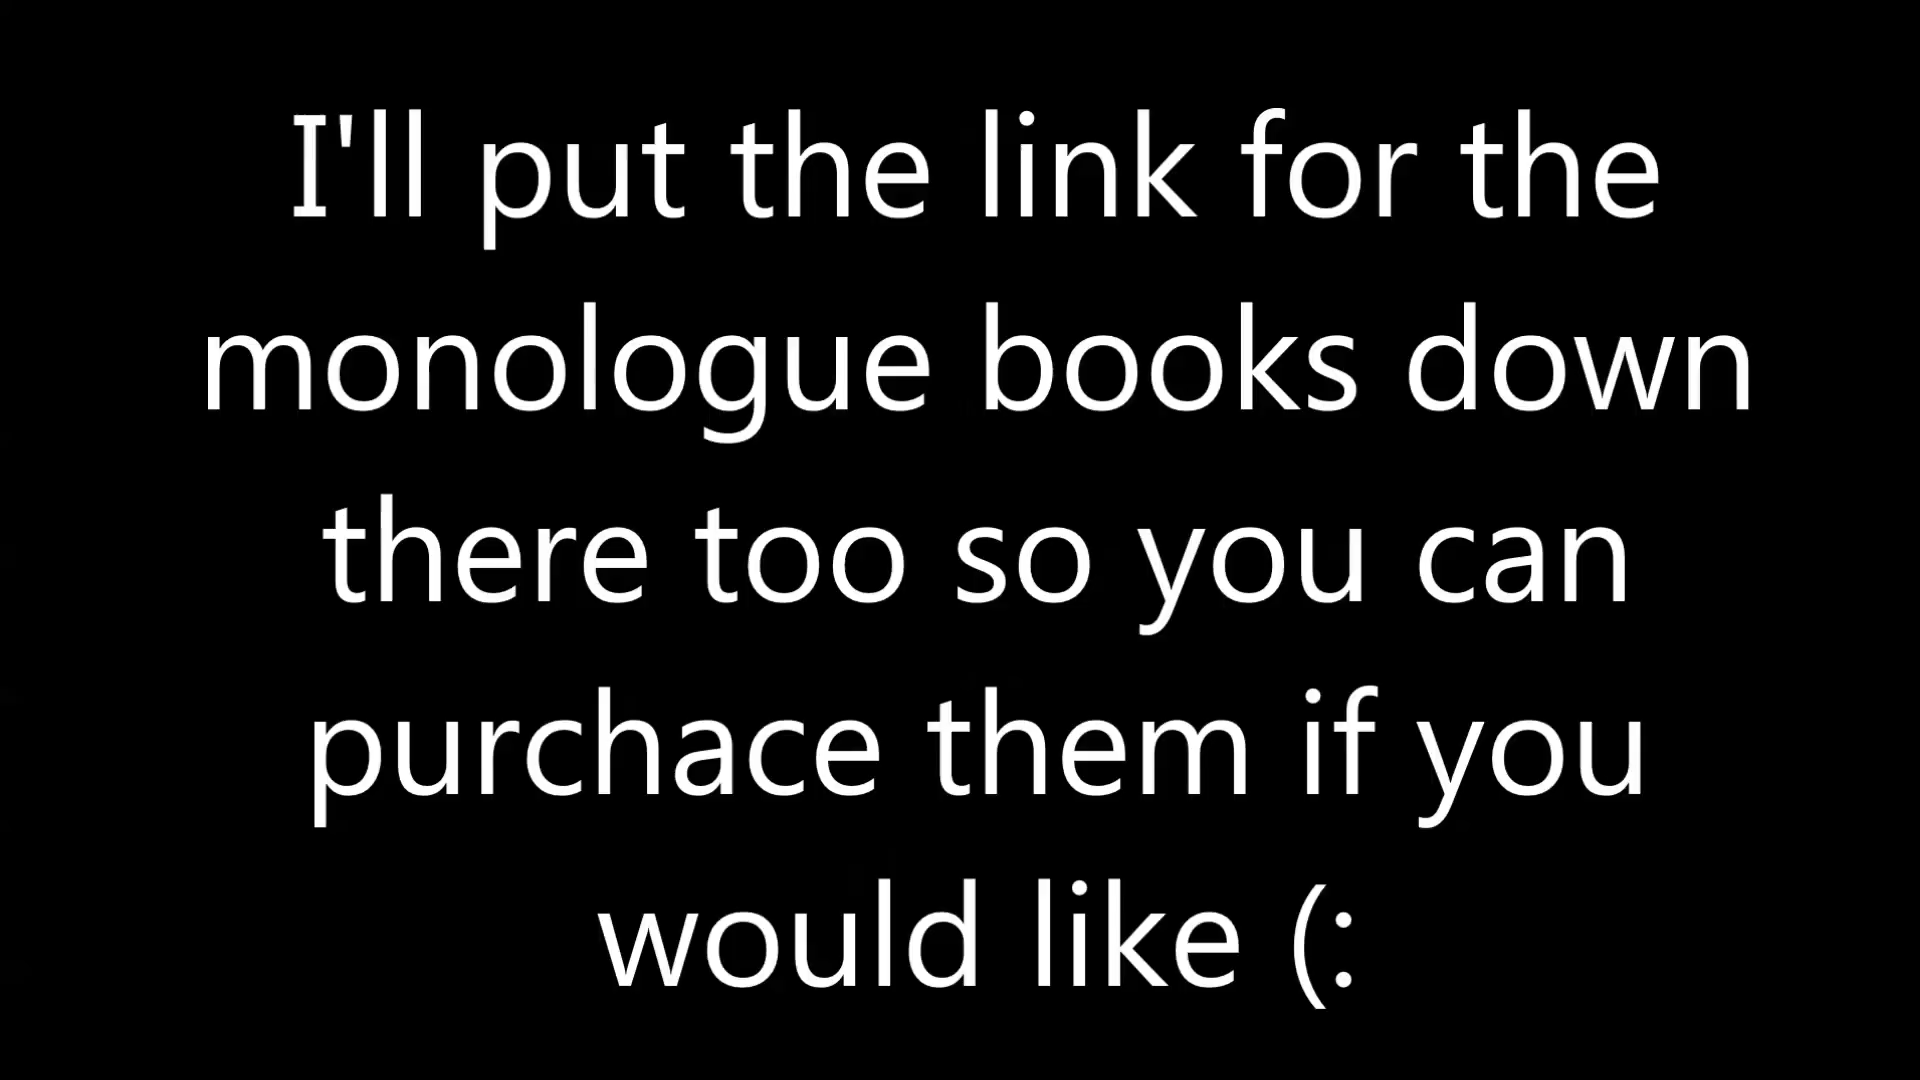 I'll put the link for the
monologue books down
there too so you can
purchace them if you
would like (: